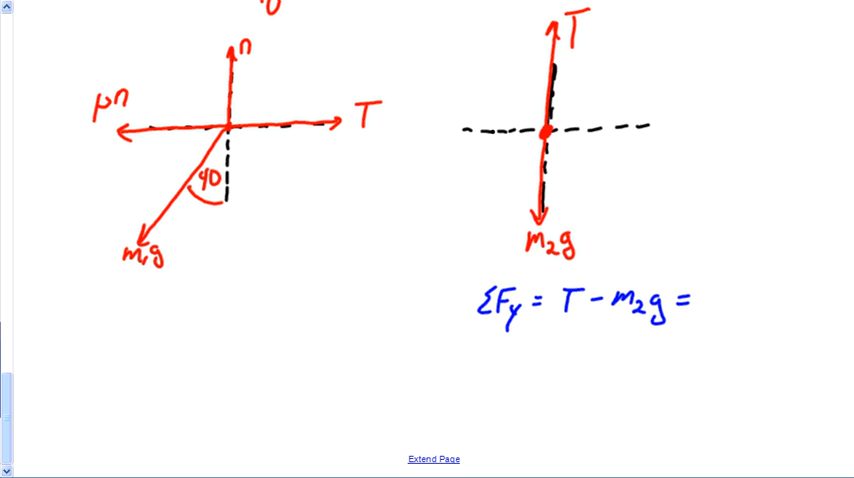 n
T
μn
T
40
m₁g
m₂g
ΣFy = T - m₂g =
Extend Page